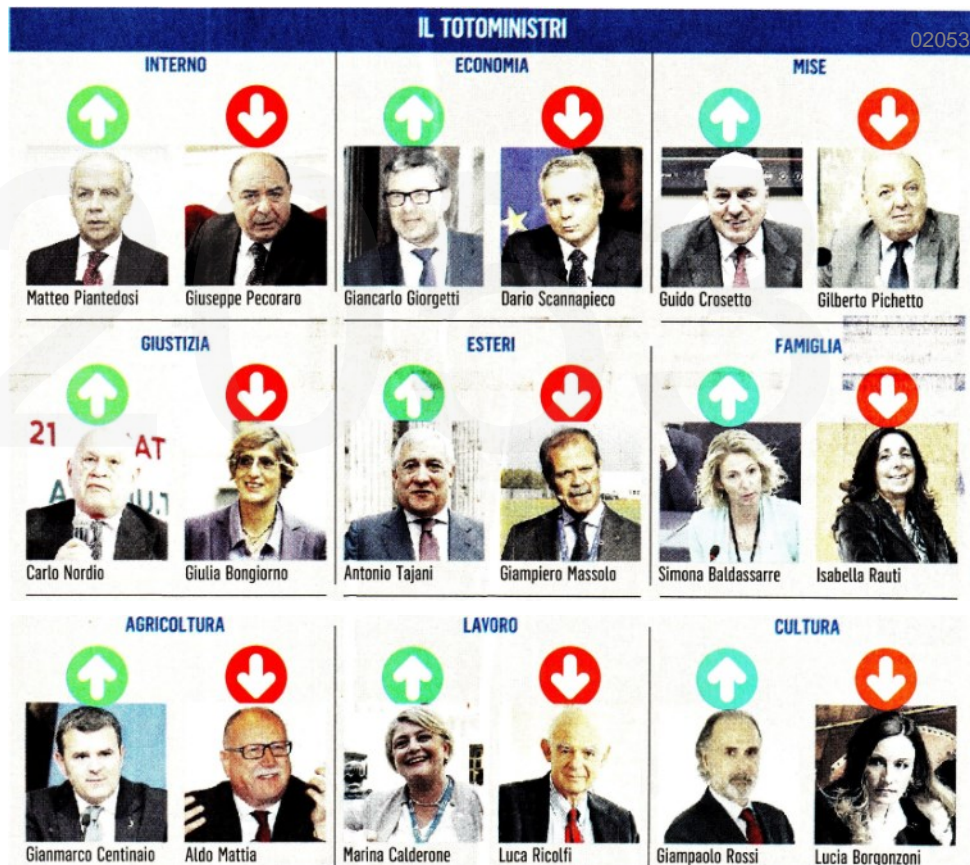 IL TOTOMINISTRI
02053
INTERNO
ECONOMIA
MISE
Matteo Piantedosi
Giuseppe Pecoraro
Giancarlo Giorgetti
Dario Scannapieco
Guido Crosetto
Gilberto Pichetto
GIUSTIZIA
ESTERI
FAMIGLIA
21
AT
A
Carlo Nordio
Giulia Bongiorno
Antonio Tajani
Giampiero Massolo
Simona Baldassarre
Isabella Rauti
AGRICOLTURA
LAVORO
CULTURA
Gianmarco Centinaio
Aldo Mattia
Marina Calderone
Luca Ricolfi
Giampaolo Rossi
Lucia Borgonzoni